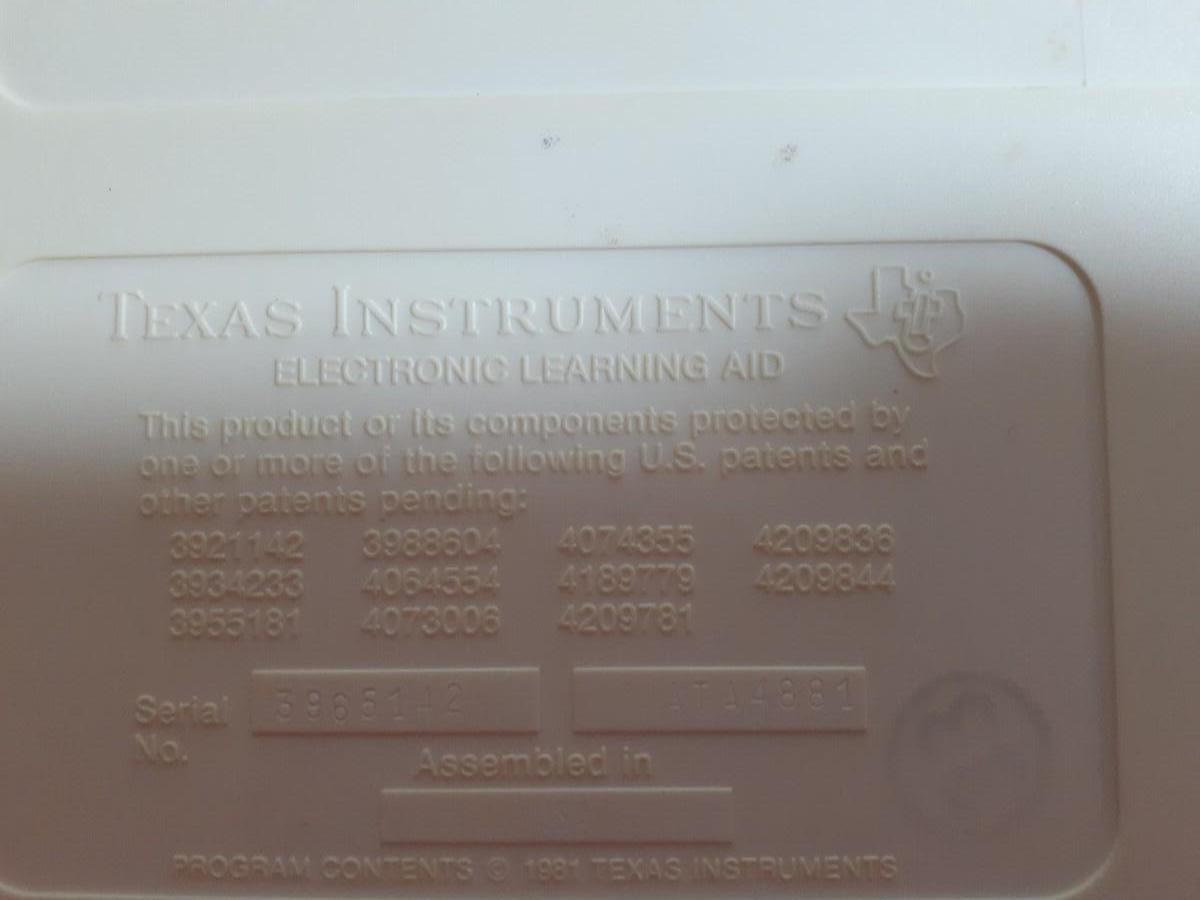 TEXAS INSTRUMENTS
ELECTRONIC LEARNING AID
This product or its components protected by
one or more of the following U.S. patents and
other patents pending:
3921142 3988604 4074355 4209836
3934233 4064554 4189779 4209844
3955181 4073006 4209781
Serial No. 3965142 ATA4881
Assembled in
PROGRAM CONTENTS © 1981 TEXAS INSTRUMENTS